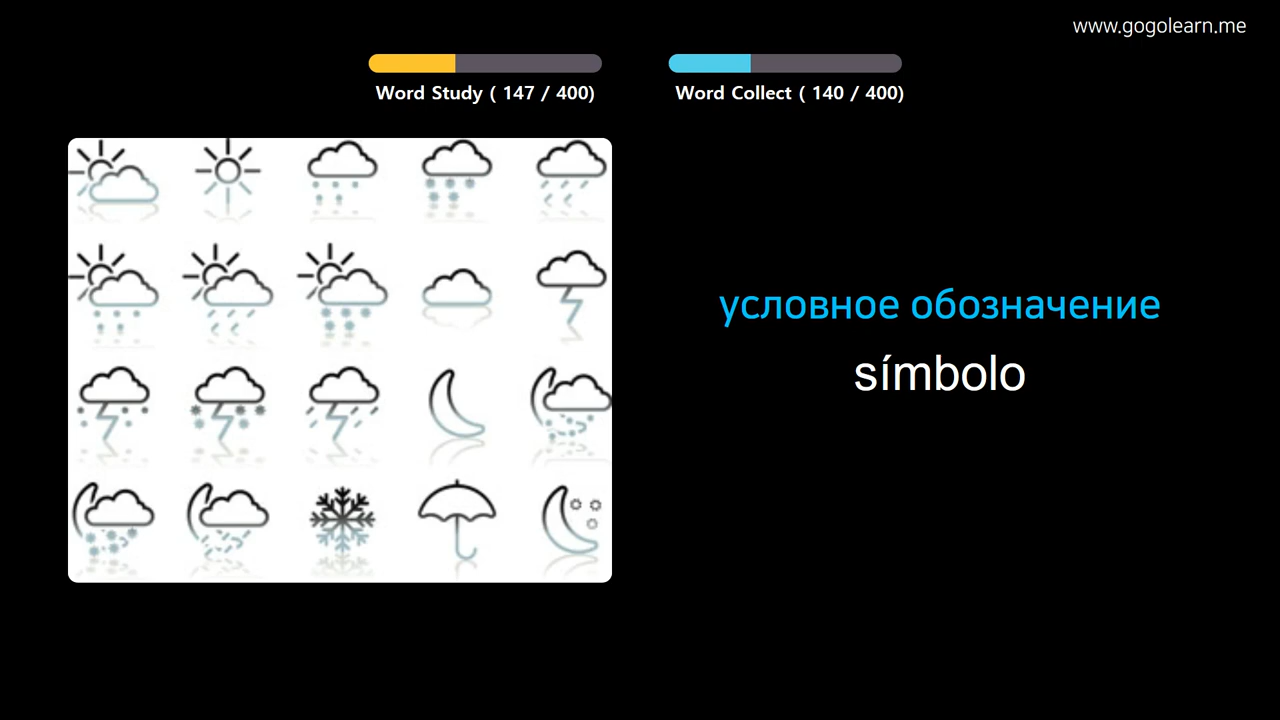 www.gogolearn.me
Word Study ( 147 / 400)
Word Collect ( 140 / 400)
условное обозначение
símbolo